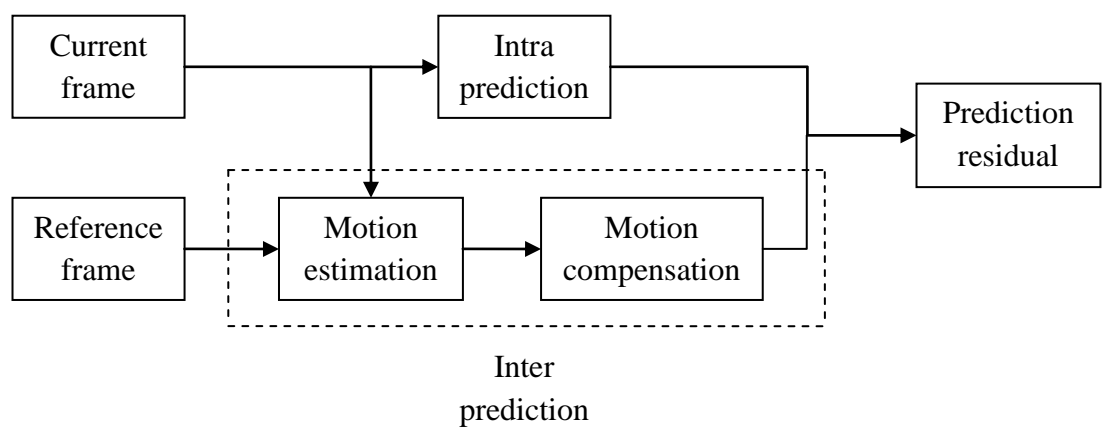 Current
frame
Intra
prediction
Prediction
residual
Reference
frame
Motion
estimation
Motion
compensation
Inter
prediction